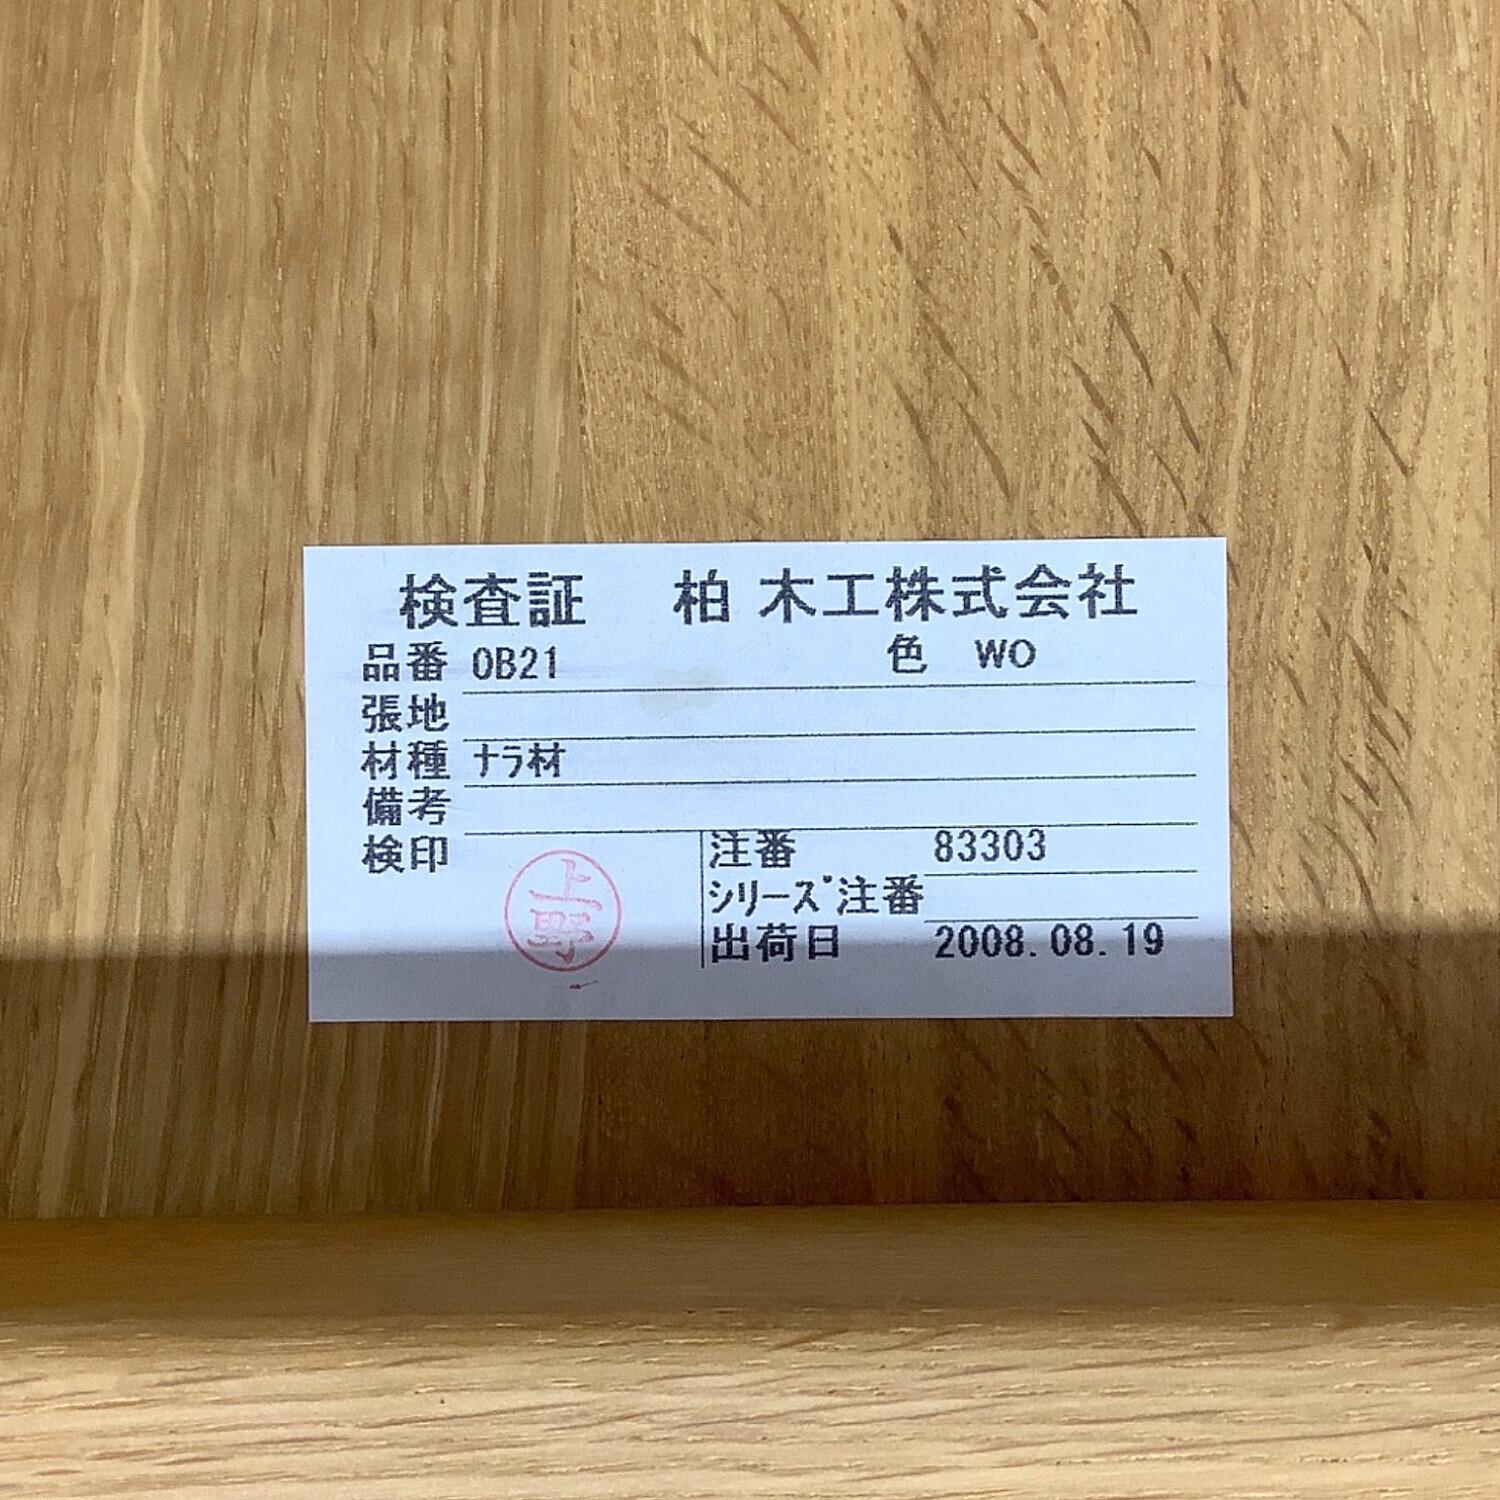 検査証 柏 木工株式会社
品番 OB21 色 WO
張地
材種 ナラ材
備考
検印 上野
注番 83303
シリーズ注番
出荷日 2008.08.19